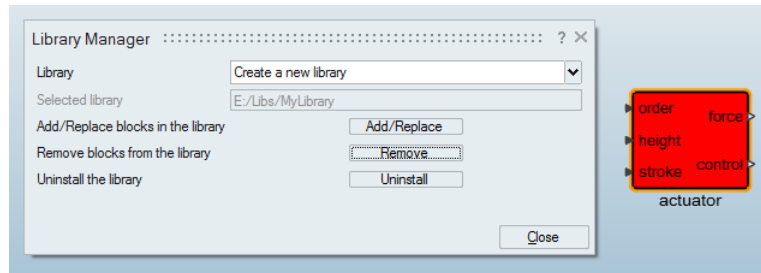 Library Manager ? ×
Library Create a new library
Selected library E:/Libs/MyLibrary
Add/Replace blocks in the library Add/Replace
Remove blocks from the library Remove
Uninstall the library Uninstall
Close
order force
height
stroke control
actuator